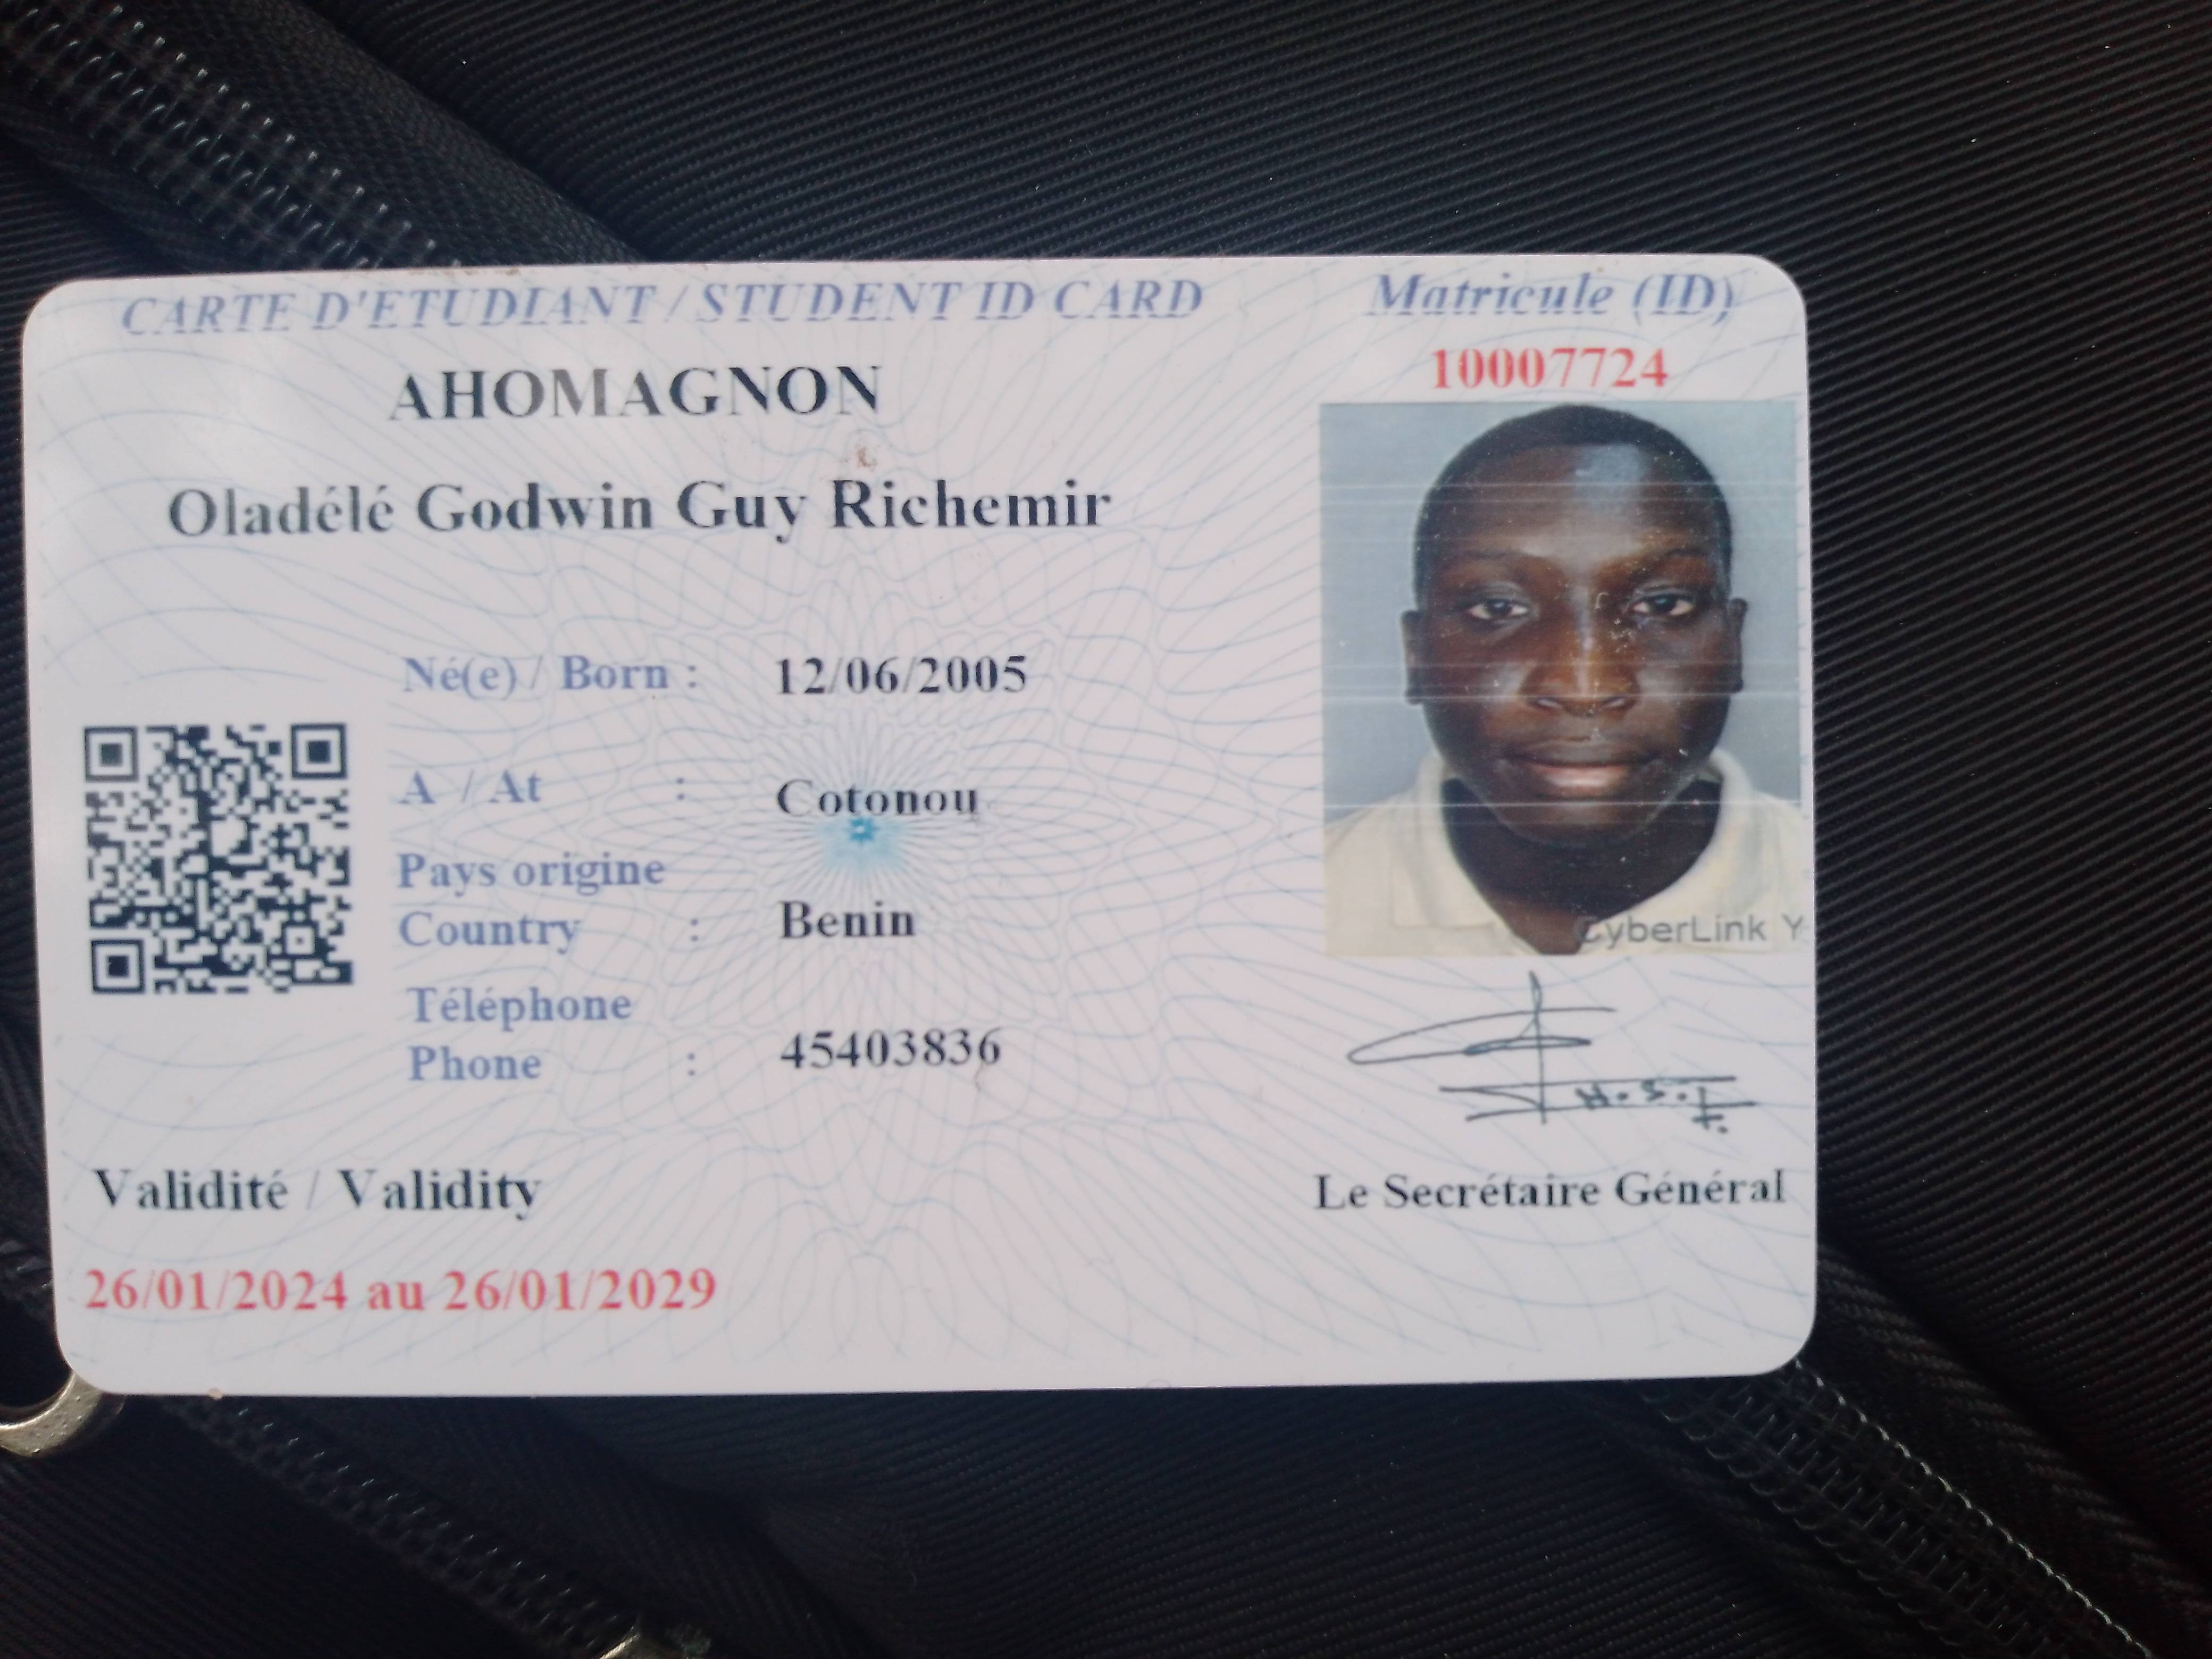 CARTE D'ETUDIANT / STUDENT ID CARD
Matricule (ID)
10007724
AHOMAGNON
Oladélé Godwin Guy Richemir
Né(e) / Born : 12/06/2005
A / At : Cotonou
Pays origine
Country : Benin
Téléphone
Phone : 45403836
CyberLink Y
H.S.F.
Validité / Validity
Le Secrétaire Général
26/01/2024 au 26/01/2029